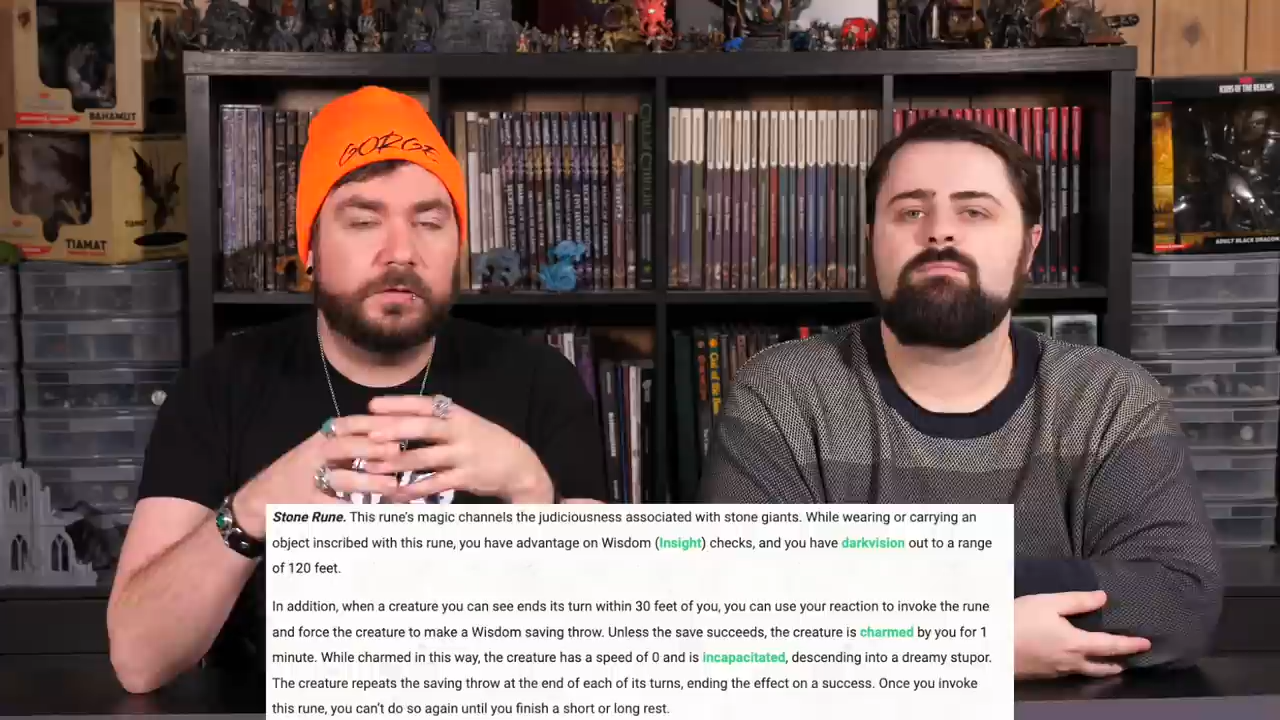 GORGE
BAHAMUT
TIAMAT
TIAMAT
ADULT BLACK DRAGON
Stone Rune. This rune's magic channels the judiciousness associated with stone giants. While wearing or carrying an
object inscribed with this rune, you have advantage on Wisdom (Insight) checks, and you have darkvision out to a range
of 120 feet.
In addition, when a creature you can see ends its turn within 30 feet of you, you can use your reaction to invoke the rune
and force the creature to make a Wisdom saving throw. Unless the save succeeds, the creature is charmed by you for 1
minute. While charmed in this way, the creature has a speed of 0 and is incapacitated, descending into a dreamy stupor.
The creature repeats the saving throw at the end of each of its turns, ending the effect on a success. Once you invoke
this rune, you can't do so again until you finish a short or long rest.